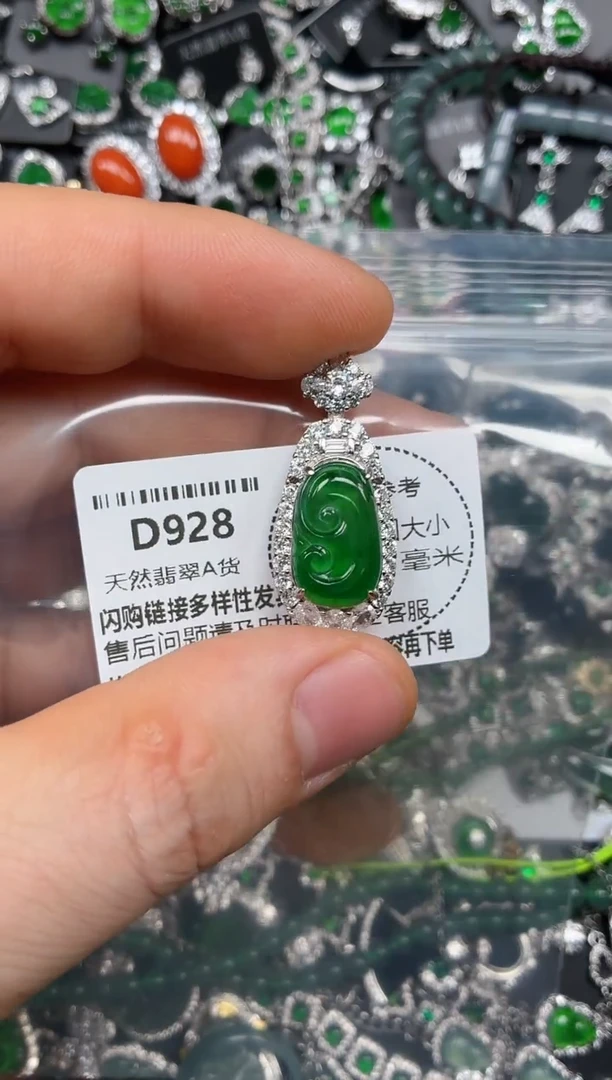 D928
考
天然翡翠A货
大小
毫米
闪购链接多样性发
客服
售后问题请及时
再下单